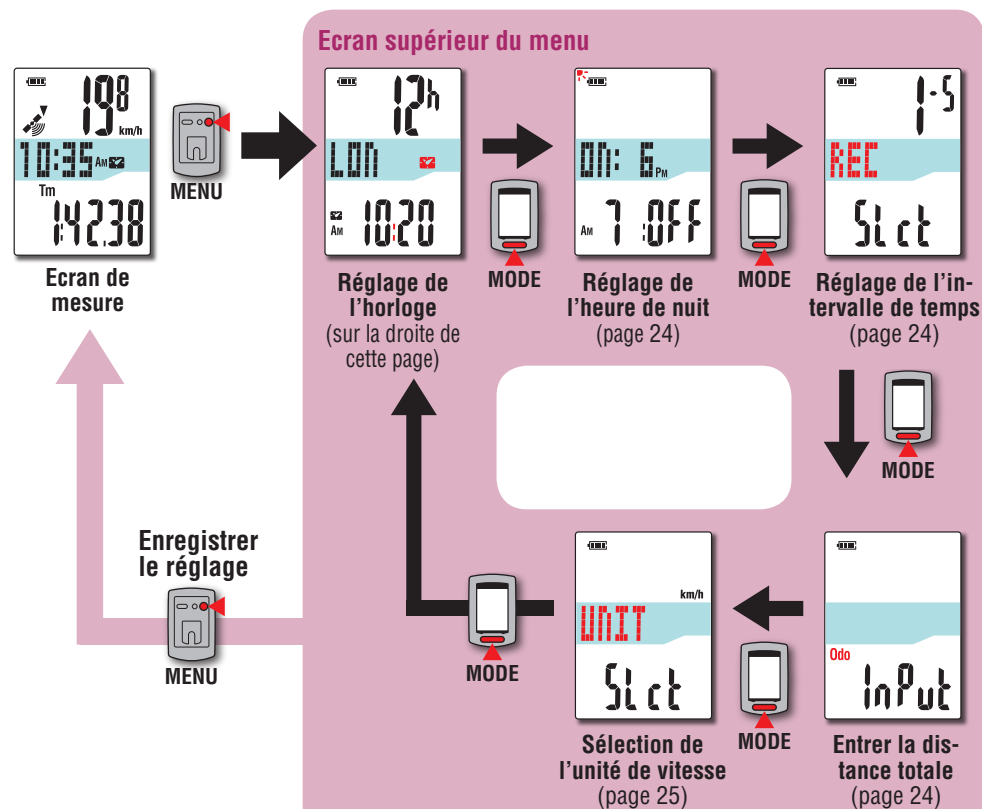 Ecran supérieur du menu
198
km/h
10:35 AM
Tm
1:42.38
Ecran de
mesure
MENU
12h
LON
AM 10:20
Réglage de
l'horloge
(sur la droite de
cette page)
MODE
ON: 6 PM
AM 7 :OFF
Réglage de
l'heure de nuit
(page 24)
MODE
1-S
REC
SLct
Réglage de l'in-
tervalle de temps
(page 24)
MODE
Odo
InPut
Entrer la dis-
tance totale
(page 24)
MODE
km/h
UNIT
SLct
Sélection de
l'unité de vitesse
(page 25)
MODE
Enregistrer
le réglage
MENU